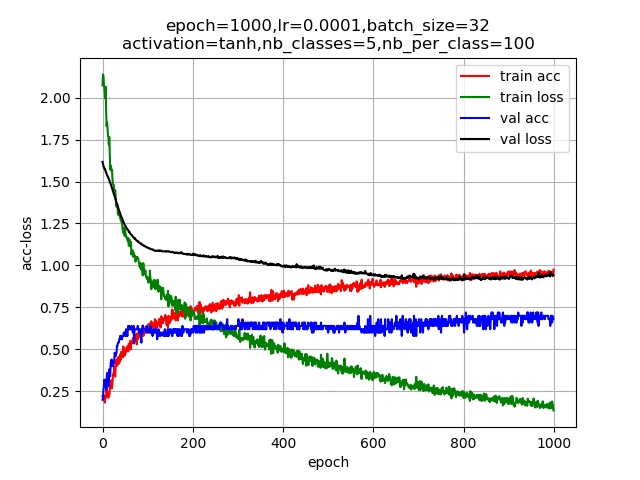 epoch=1000,lr=0.0001,batch_size=32
activation=tanh,nb_classes=5,nb_per_class=100
train acc
train loss
val acc
val loss
2.00
1.75
1.50
1.25
1.00
0.75
0.50
0.25
acc-loss
0 200 400 600 800 1000
epoch